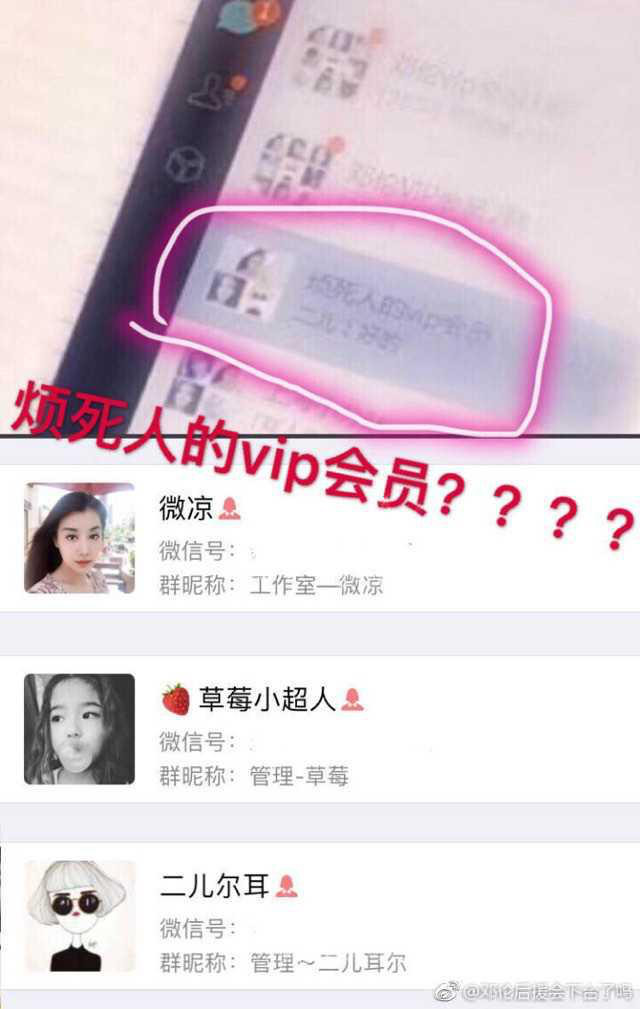 烦死人的vip会员
二儿：好的
烦死人的vip会员？？？？
微凉
微信号：
群昵称：工作室—微凉
草莓小超人
微信号：
群昵称：管理-草莓
二儿尔耳
微信号：
群昵称：管理～二儿耳尔
@邓伦后援会下台了吗